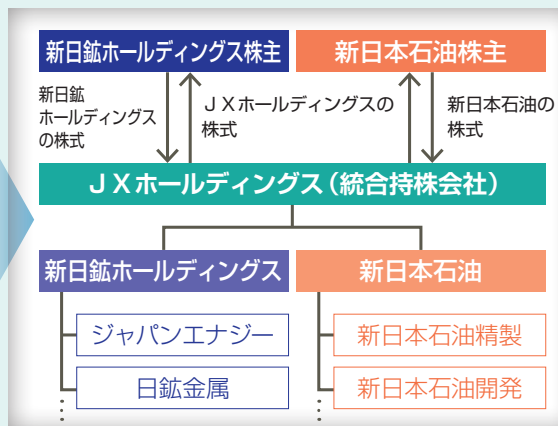 新日鉱ホールディングス株主
新日本石油株主
新日鉱
ホールディングス
の株式
ＪＸホールディングスの
株式
新日本石油の
株式
ＪＸホールディングス（統合持株会社）
新日鉱ホールディングス
新日本石油
ジャパンエナジー
新日本石油精製
日鉱金属
新日本石油開発